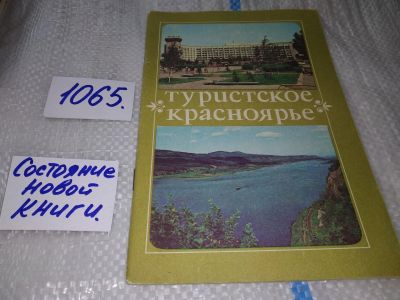 1065.
Состояние
новой
книги.
туристское
красноярье